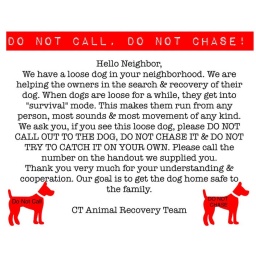 DO NOT CALL. DO NOT CHASE!
Hello Neighbor,
We have a loose dog in your neighborhood. We are
helping the owners in the search & recovery of their
dog. When dogs are loose for a while, they get into
"survival" mode. This makes them run from any
person, most sounds & most movement of any kind.
We ask you, if you see this loose dog, please DO NOT
CALL OUT TO THE DOG, DO NOT CHASE IT & DO NOT
TRY TO CATCH IT ON YOUR OWN. Please call the
number on the handout we supplied you.
Thank you very much for your understanding &
cooperation. Our goal is to get the dog home safe to
the family.
Do Not Call
DO NOT
CHASE
CT Animal Recovery Team